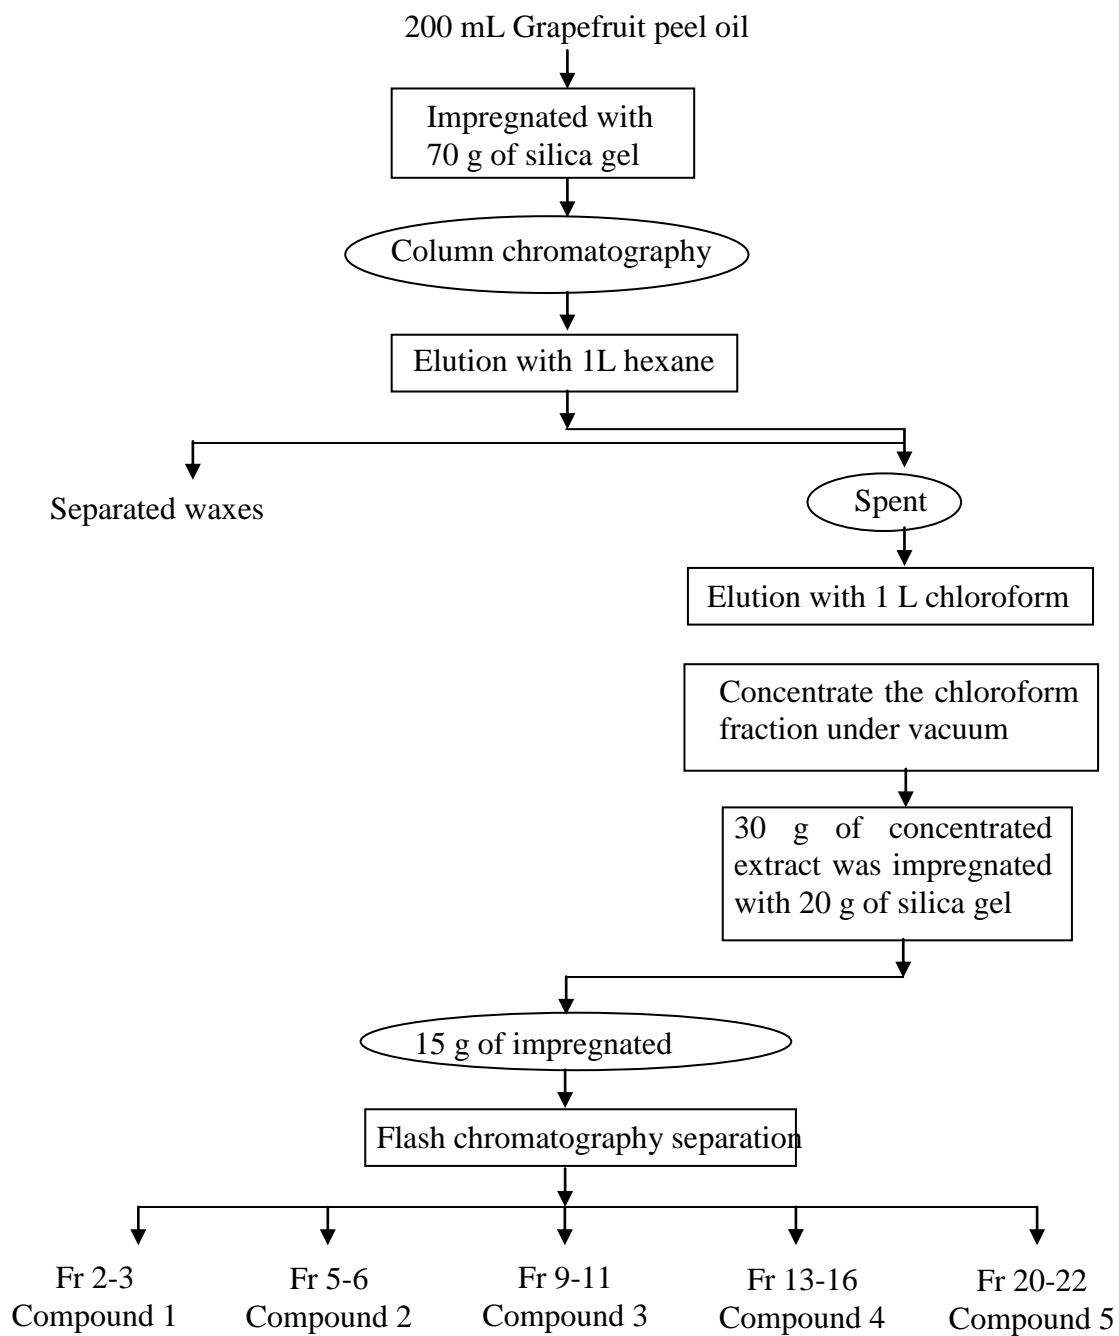 200 mL Grapefruit peel oil
Impregnated with
70 g of silica gel
Column chromatography
Elution with 1L hexane
Separated waxes
Spent
Elution with 1 L chloroform
Concentrate the chloroform
fraction under vacuum
30 g of concentrated
extract was impregnated
with 20 g of silica gel
15 g of impregnated
Flash chromatography separation
Fr 2-3
Compound 1
Fr 5-6
Compound 2
Fr 9-11
Compound 3
Fr 13-16
Compound 4
Fr 20-22
Compound 5